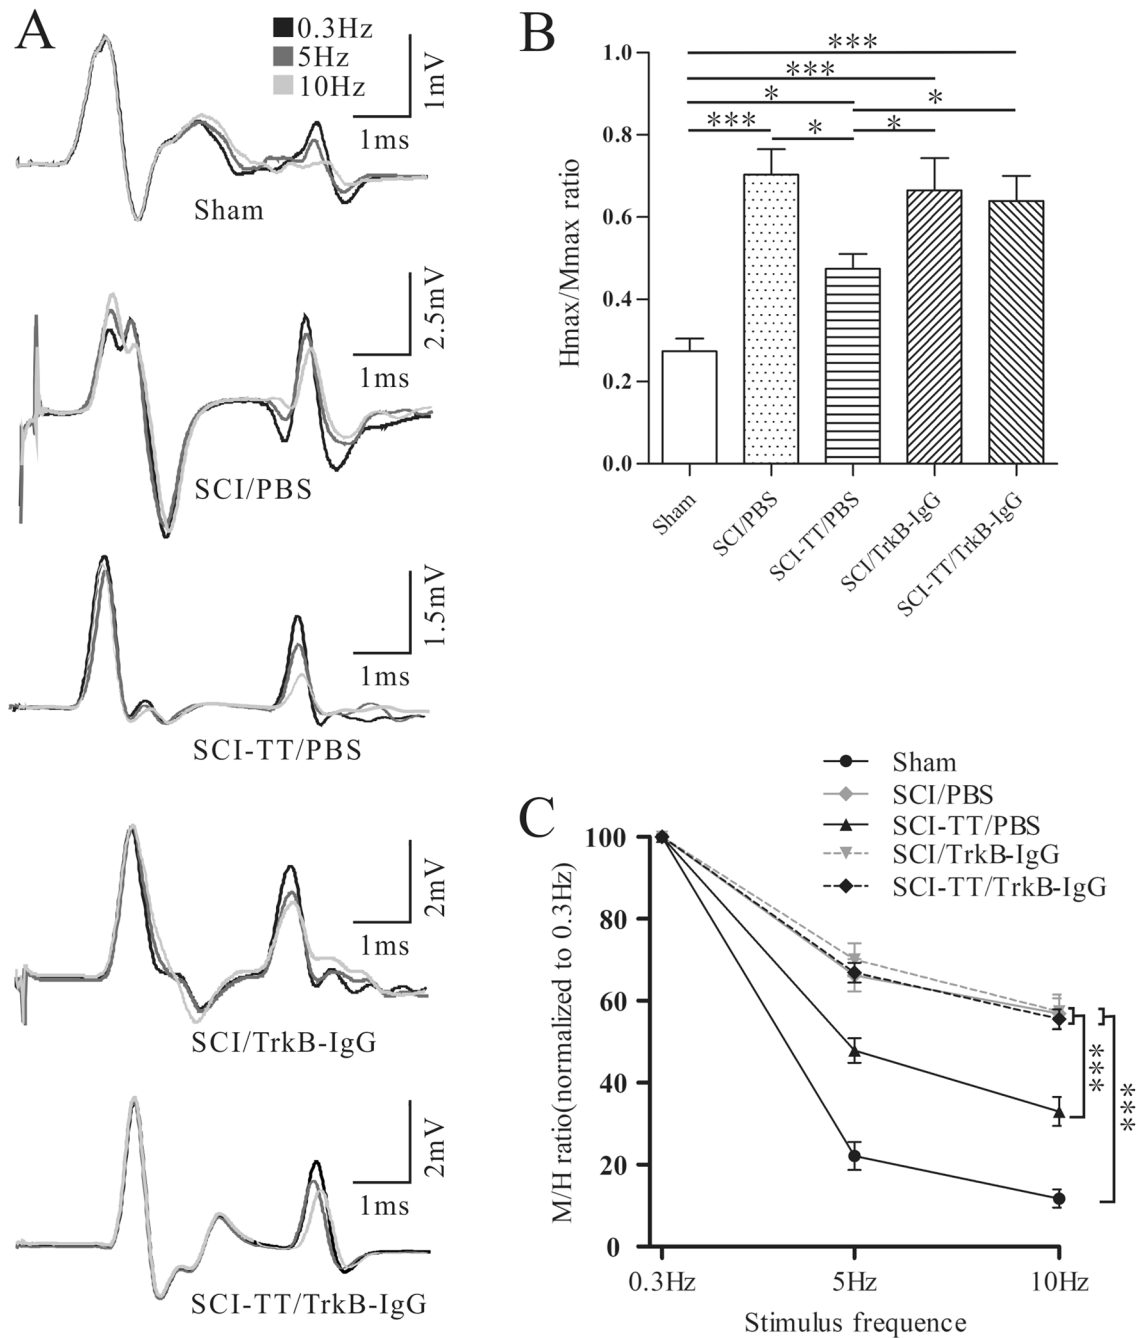 A
0.3Hz
5Hz
10Hz
1mV
1ms
Sham
2.5mV
1ms
SCI/PBS
1.5mV
1ms
SCI-TT/PBS
2mV
1ms
SCI/TrkB-IgG
2mV
1ms
SCI-TT/TrkB-IgG
B
Hmax/Mmax ratio
1.0
0.8
0.6
0.4
0.2
0.0
***
***
*
*
***
*
*
Sham
SCI/PBS
SCI-TT/PBS
SCI/TrkB-IgG
SCI-TT/TrkB-IgG
C
Sham
SCI/PBS
SCI-TT/PBS
SCI/TrkB-IgG
SCI-TT/TrkB-IgG
M/H ratio(normalized to 0.3Hz)
100
80
60
40
20
0
***
***
0.3Hz
5Hz
10Hz
Stimulus frequence